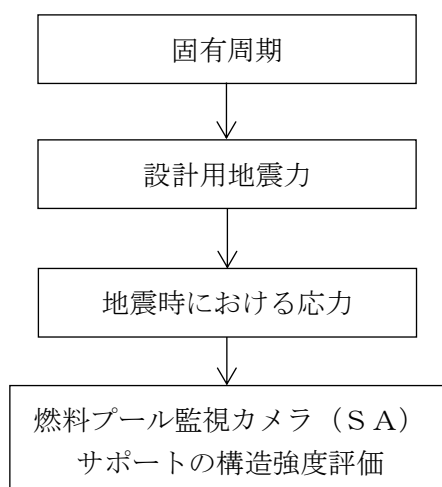 固有周期
設計用地震力
地震時における応力
燃料プール監視カメラ（ＳＡ）
サポートの構造強度評価